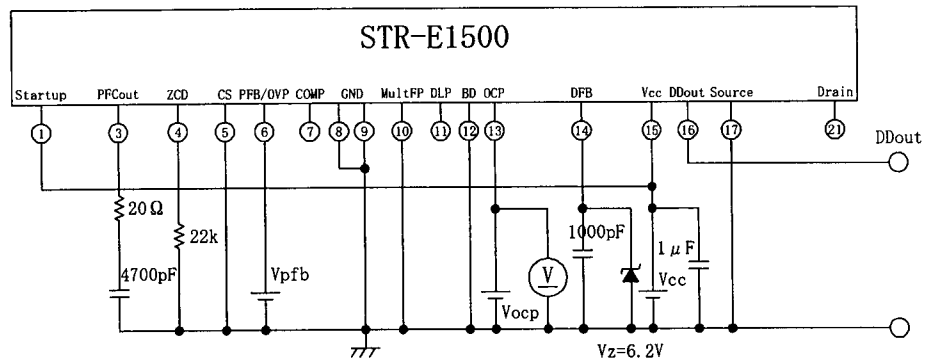 STR-E1500
Startup PFCout ZCD CS PFB/OVP COMP GND MultFP DLP BD OCP DFB Vcc DDout Source Drain
1 3 4 5 6 7 8 9 10 11 12 13 14 15 16 17 21
DDout
20Ω
22k
4700pF
Vpfb
V
Vocp
1000pF
1μF
Vcc
Vz=6.2V